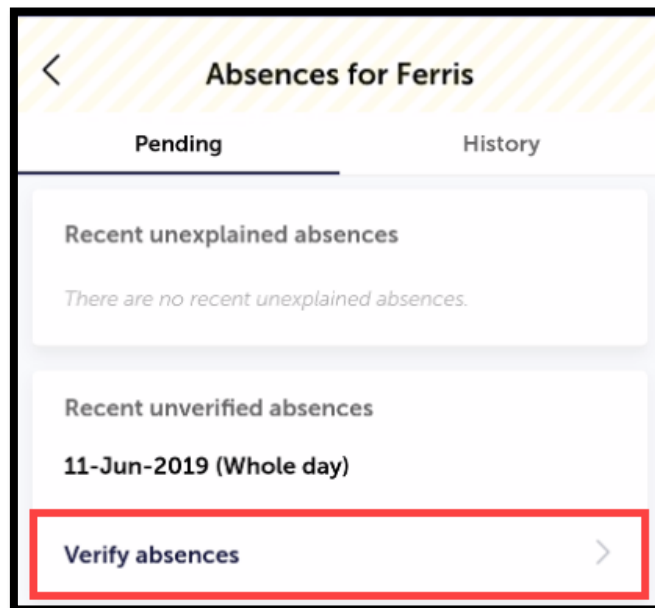 Absences for Ferris
Pending History
Recent unexplained absences
There are no recent unexplained absences.
Recent unverified absences
11-Jun-2019 (Whole day)
Verify absences